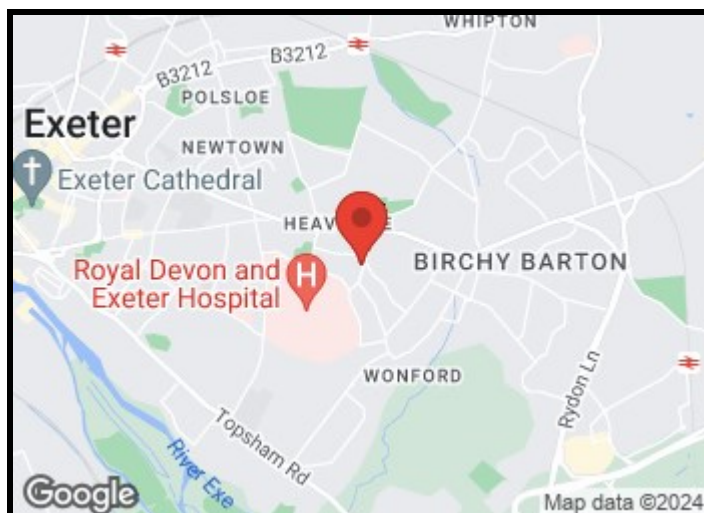 WHIPTON
B3212
B3212
POLSLOE
Exeter
NEWTOWN
Exeter Cathedral
Royal Devon and
Exeter Hospital
H
BIRCHY BARTON
WONFORD
Rydon Ln
Topsham Rd
River Exe
Google
Map data ©2024